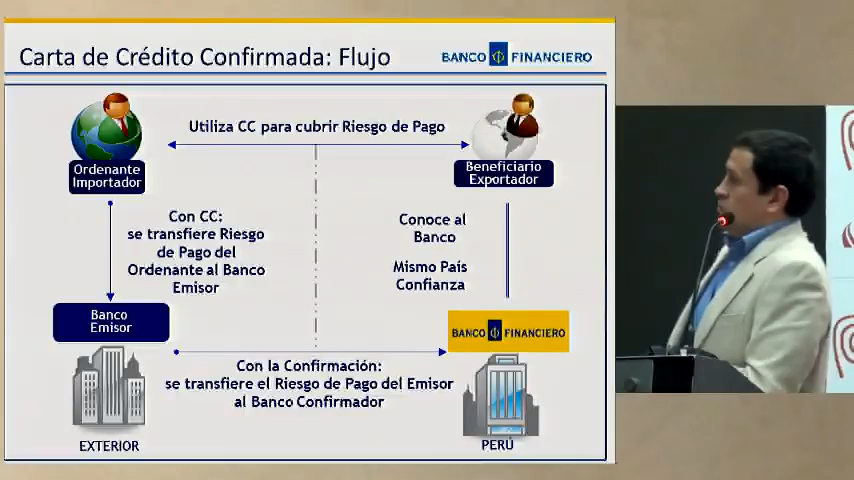 Carta de Crédito Confirmada: Flujo
BANCO FINANCIERO
Utiliza CC para cubrir Riesgo de Pago
Ordenante
Importador
Beneficiario
Exportador
Con CC:
se transfiere Riesgo
de Pago del
Ordenante al Banco
Emisor
Conoce al
Banco
Mismo País
Confianza
Banco
Emisor
BANCO FINANCIERO
Con la Confirmación:
se transfiere el Riesgo de Pago del Emisor
al Banco Confirmador
EXTERIOR
PERÚ